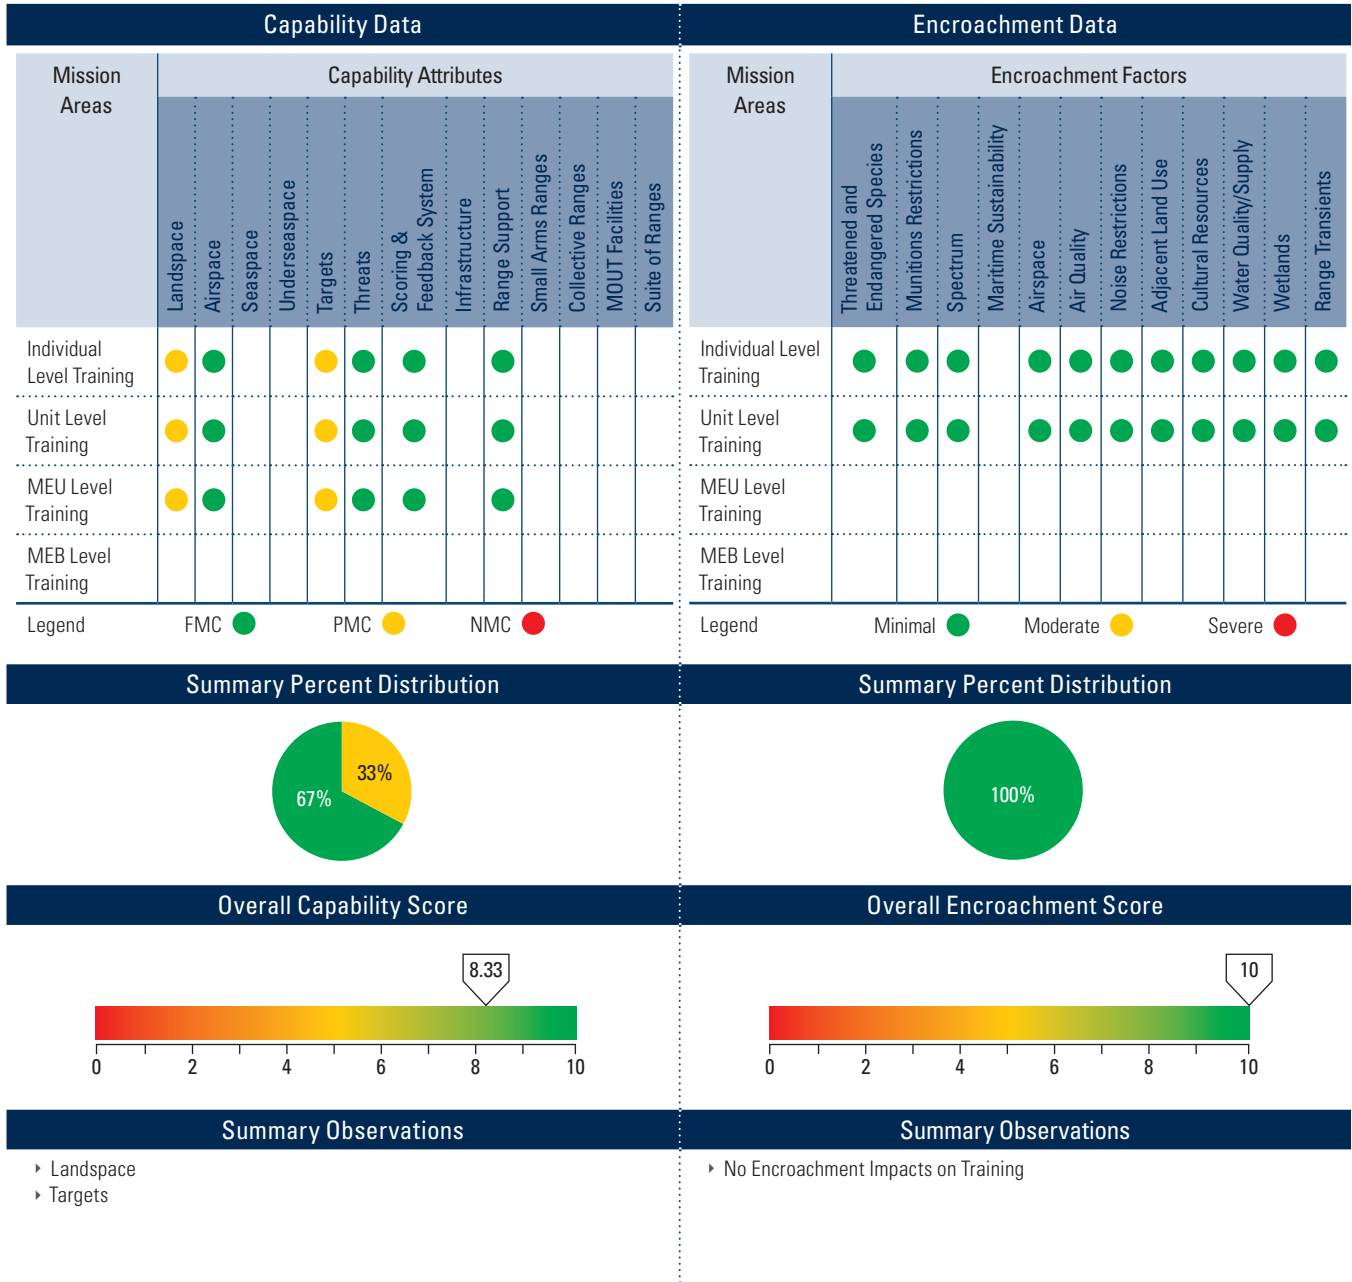 Capability Data
Mission
Areas
Capability Attributes
Landspace
Airspace
Seaspace
Underseaspace
Targets
Threats
Scoring &
Feedback System
Infrastructure
Range Support
Small Arms Ranges
Collective Ranges
MOUT Facilities
Suite of Ranges
Individual
Level Training
Unit Level
Training
MEU Level
Training
MEB Level
Training
Legend
FMC
PMC
NMC
Summary Percent Distribution
33%
67%
Overall Capability Score
8.33
0
2
4
6
8
10
Summary Observations
‣ Landspace
‣ Targets
Encroachment Data
Mission
Areas
Encroachment Factors
Threatened and
Endangered Species
Munitions Restrictions
Spectrum
Maritime Sustainability
Airspace
Air Quality
Noise Restrictions
Adjacent Land Use
Cultural Resources
Water Quality/Supply
Wetlands
Range Transients
Individual Level
Training
Unit Level
Training
MEU Level
Training
MEB Level
Training
Legend
Minimal
Moderate
Severe
Summary Percent Distribution
100%
Overall Encroachment Score
10
0
2
4
6
8
10
Summary Observations
‣ No Encroachment Impacts on Training